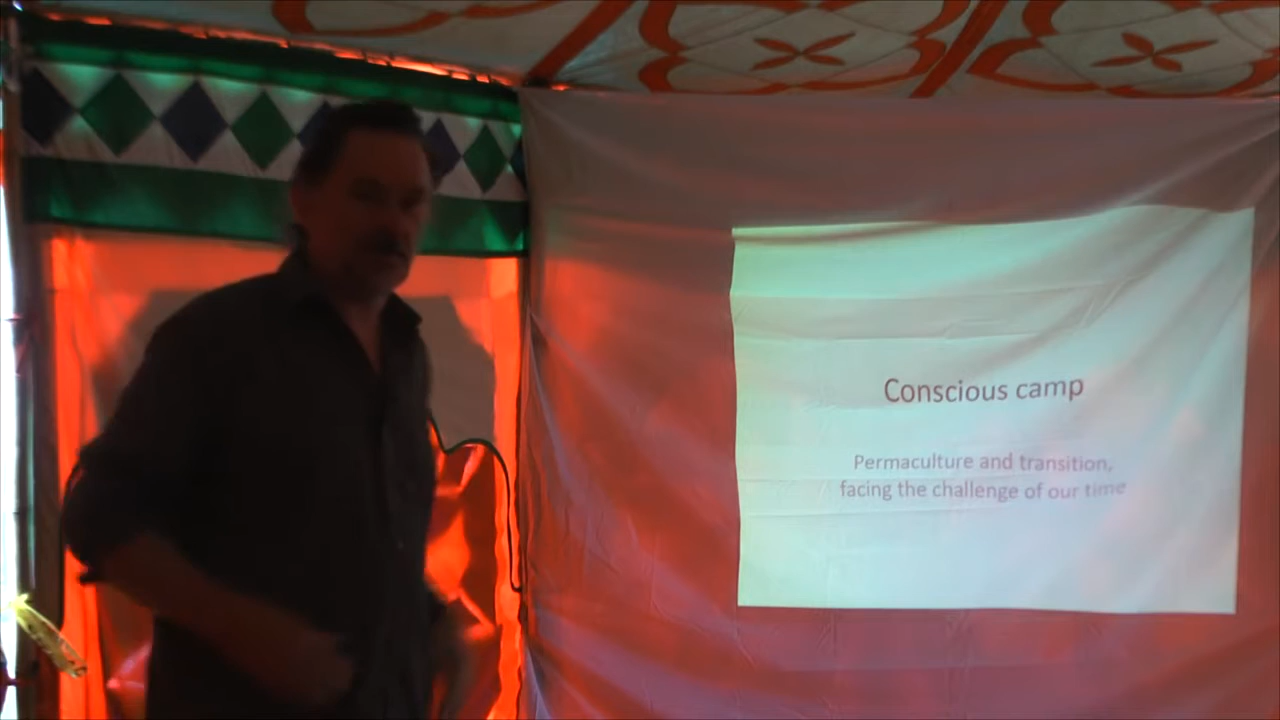 Conscious camp
Permaculture and transition,
facing the challenge of our time